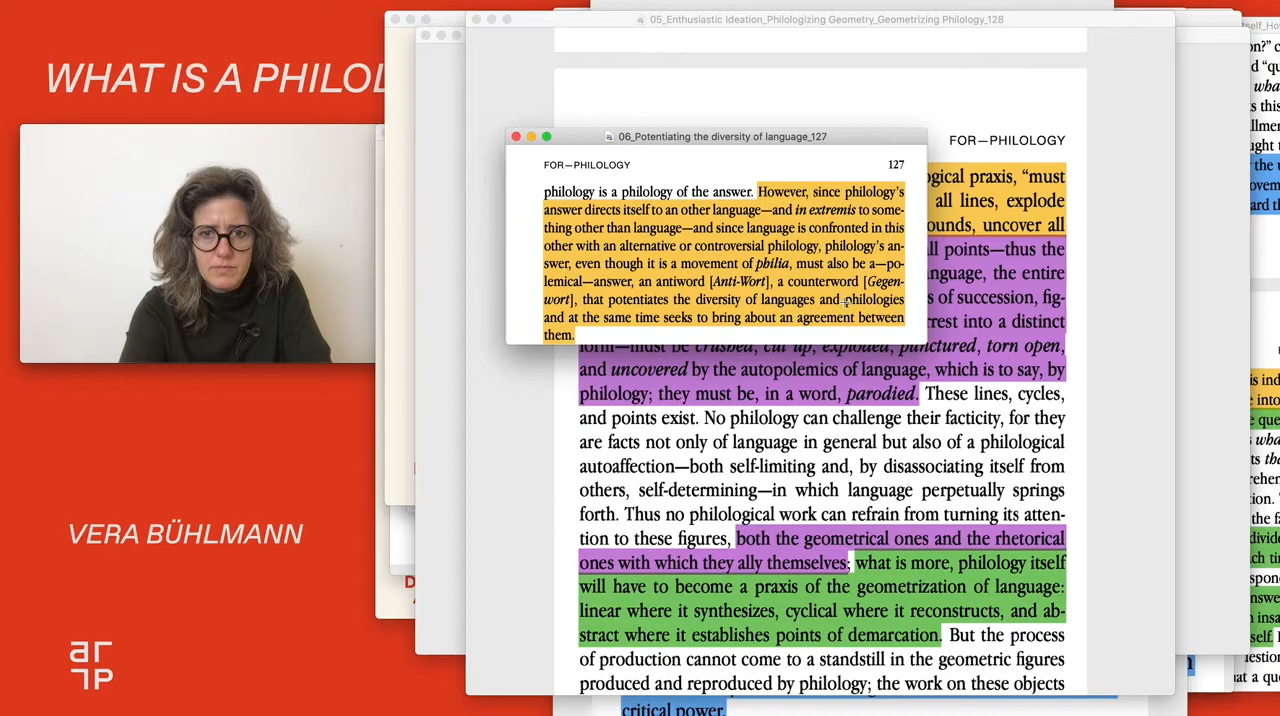 WHAT IS A PHILOL
VERA BÜHLMANN
ar
P
05_Enthusiastic Ideation_Philologizing Geometry_Geometrizing Philology_128
06_Potentiating the diversity of language_127
FOR—PHILOLOGY 127
philology is a philology of the answer. However, since philology's
answer directs itself to an other language—and in extremis to some-
thing other than language—and since language is confronted in this
other with an alternative or controversial philology, philology's an-
swer, even though it is a movement of philia, must also be a—po-
lemical—answer, an antiword [Anti-Wort], a counterword [Gegen-
wort], that potentiates the diversity of languages and philologies
and at the same time seeks to bring about an agreement between
them.
FOR—PHILOLOGY
ogical praxis, “must
all lines, explode
ounds, uncover all
ll points—thus the
nguage, the entire
s of succession, fig-
rrest into a distinct
form—must be crushed, cut up, exploded, punctured, torn open,
and uncovered by the autopolemics of language, which is to say, by
philology; they must be, in a word, parodied. These lines, cycles,
and points exist. No philology can challenge their facticity, for they
are facts not only of language in general but also of a philological
autoaffection—both self-limiting and, by disassociating itself from
others, self-determining—in which language perpetually springs
forth. Thus no philological work can refrain from turning its atten-
tion to these figures, both the geometrical ones and the rhetorical
ones with which they ally themselves; what is more, philology itself
will have to become a praxis of the geometrization of language:
linear where it synthesizes, cyclical where it reconstructs, and ab-
stract where it establishes points of demarcation. But the process
of production cannot come to a standstill in the geometric figures
produced and reproduced by philology; the work on these objects
critical power.